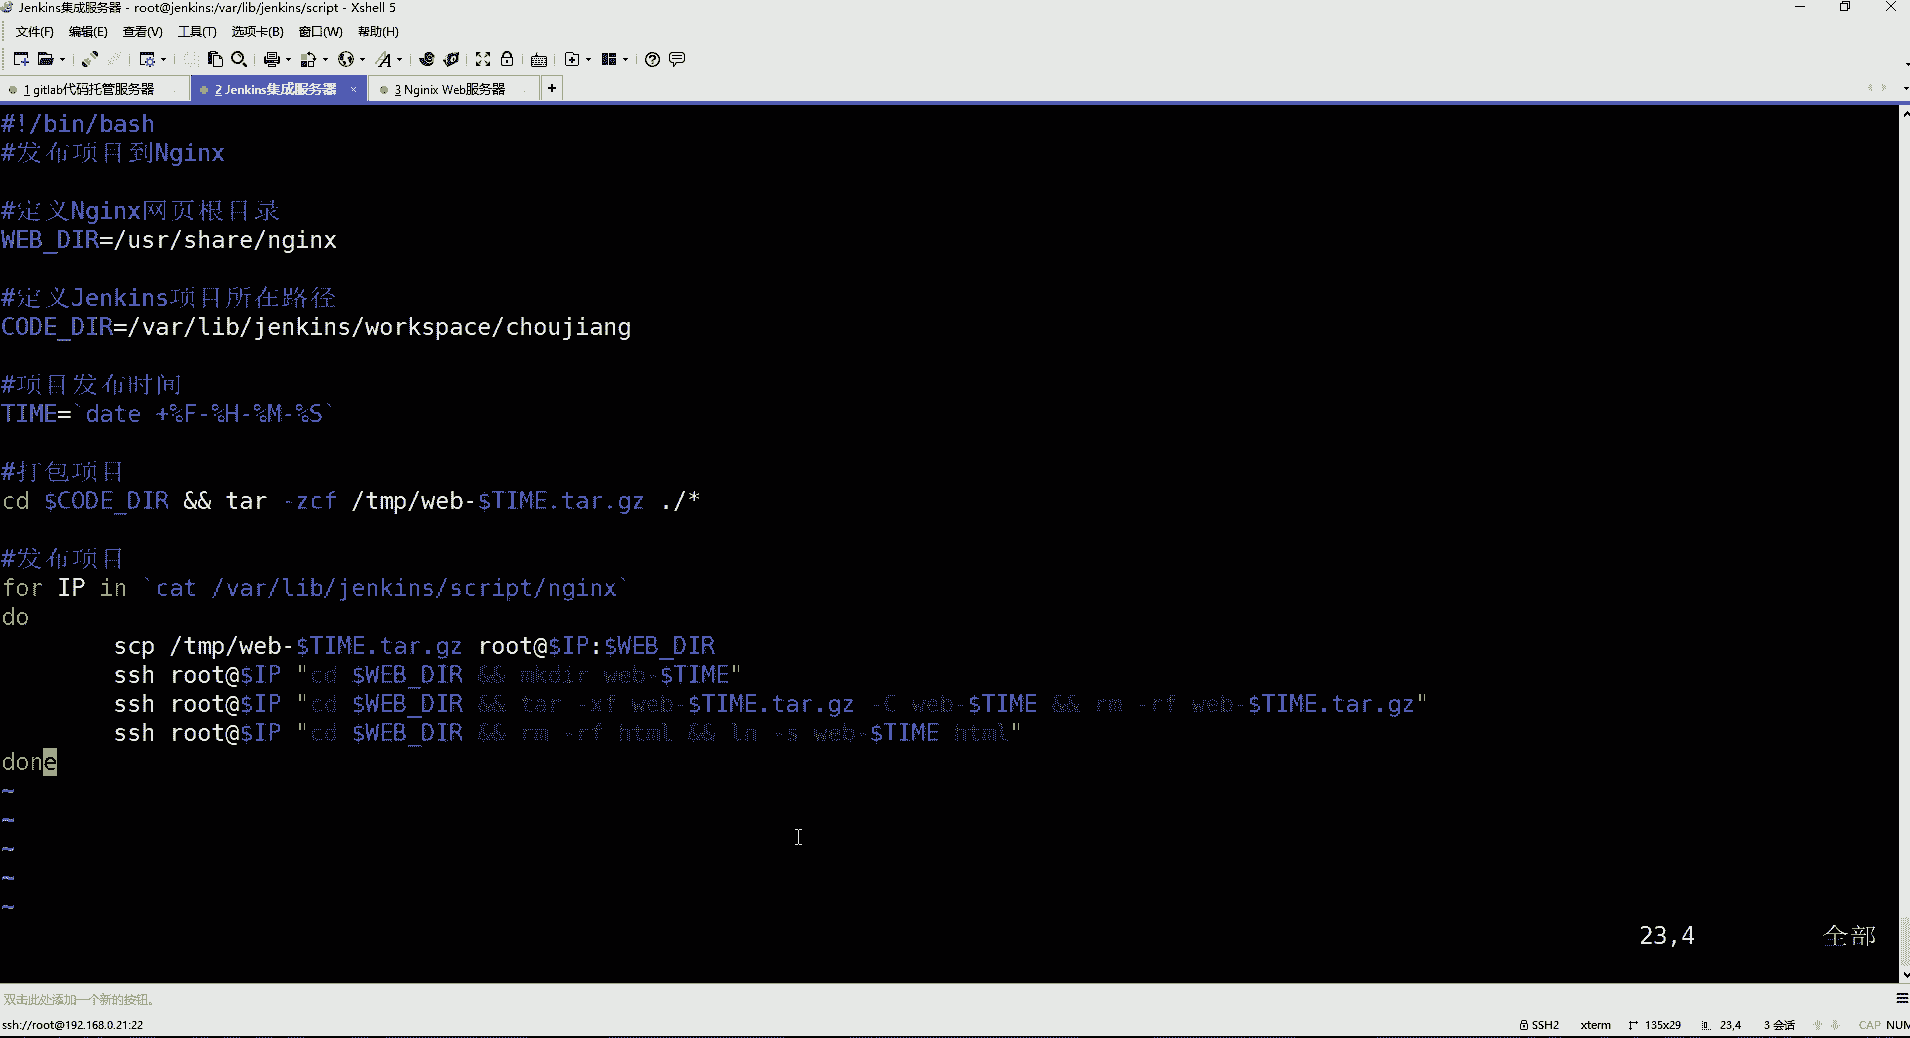 Jenkins集成服务器 - root@jenkins:/var/lib/jenkins/script - Xshell 5
文件(F) 编辑(E) 查看(V) 工具(T) 选项卡(B) 窗口(W) 帮助(H)
1 gitlab代码托管服务器 2 Jenkins集成服务器 × 3 Nginix Web服务器 +
#!/bin/bash
#发布项目到Nginx
#定义Nginx网页根目录
WEB_DIR=/usr/share/nginx
#定义Jenkins项目所在路径
CODE_DIR=/var/lib/jenkins/workspace/choujiang
#项目发布时间
TIME=`date +%F-%H-%M-%S`
#打包项目
cd $CODE_DIR && tar -zcf /tmp/web-$TIME.tar.gz ./*
#发布项目
for IP in `cat /var/lib/jenkins/script/nginx`
do
scp /tmp/web-$TIME.tar.gz root@$IP:$WEB_DIR
ssh root@$IP "cd $WEB_DIR && mkdir web-$TIME"
ssh root@$IP "cd $WEB_DIR && tar -xf web-$TIME.tar.gz -C web-$TIME && rm -rf web-$TIME.tar.gz"
ssh root@$IP "cd $WEB_DIR && rm -rf html && ln -s web-$TIME html"
done
~
~
~
~
~
23,4 全部
双击此处添加一个新的按钮。
ssh://root@192.168.0.21:22 SSH2 xterm 135x29 23,4 3 会话 CAP NUM